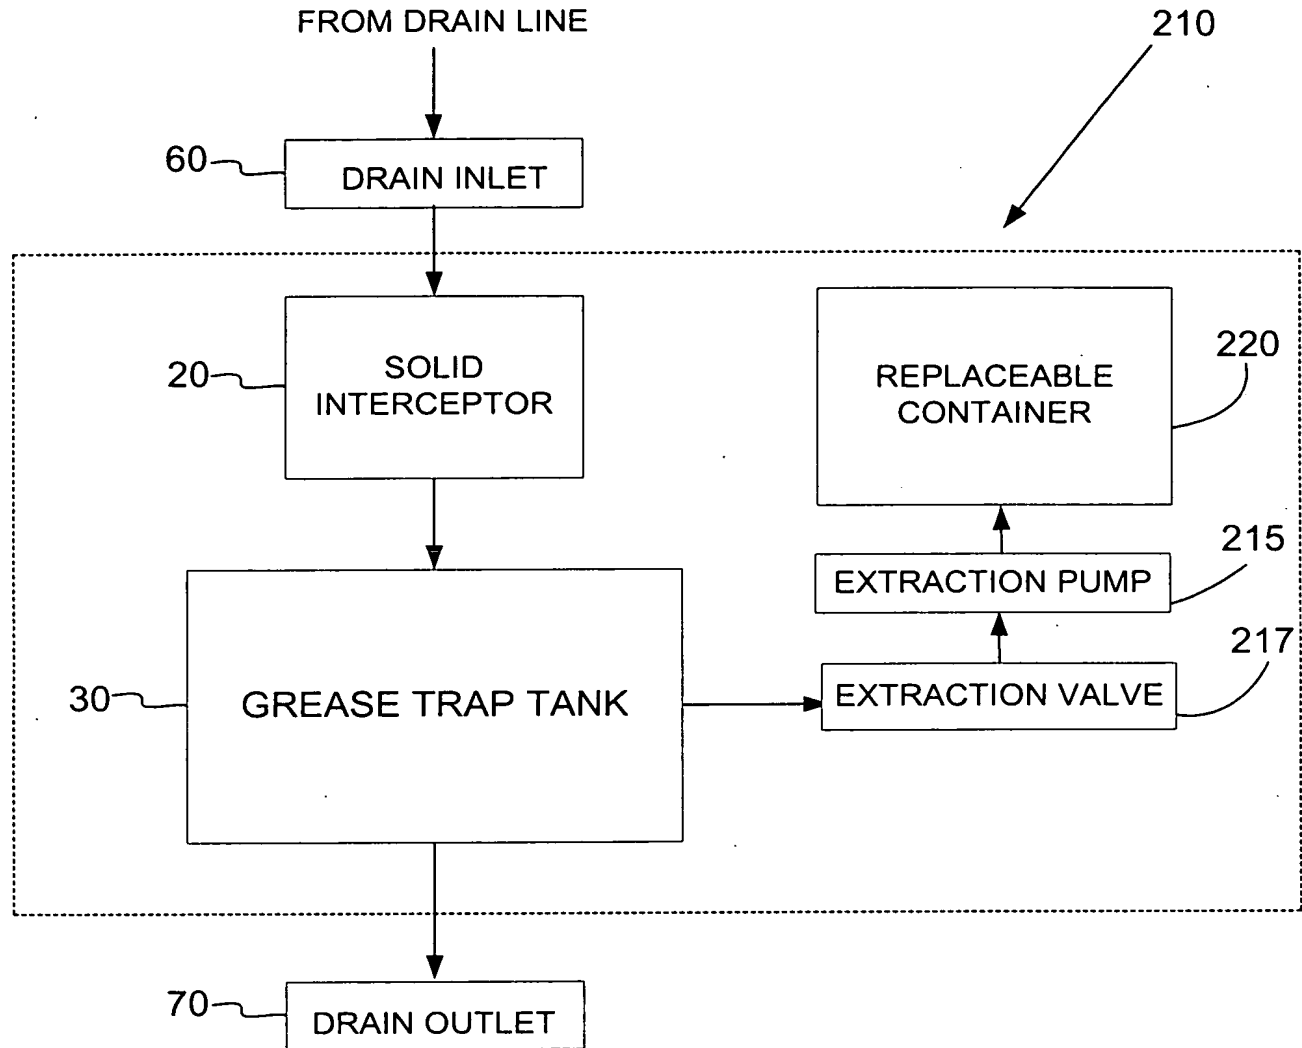 FROM DRAIN LINE
210
60
DRAIN INLET
20
SOLID
INTERCEPTOR
REPLACEABLE
CONTAINER
220
215
EXTRACTION PUMP
217
EXTRACTION VALVE
30
GREASE TRAP TANK
70
DRAIN OUTLET